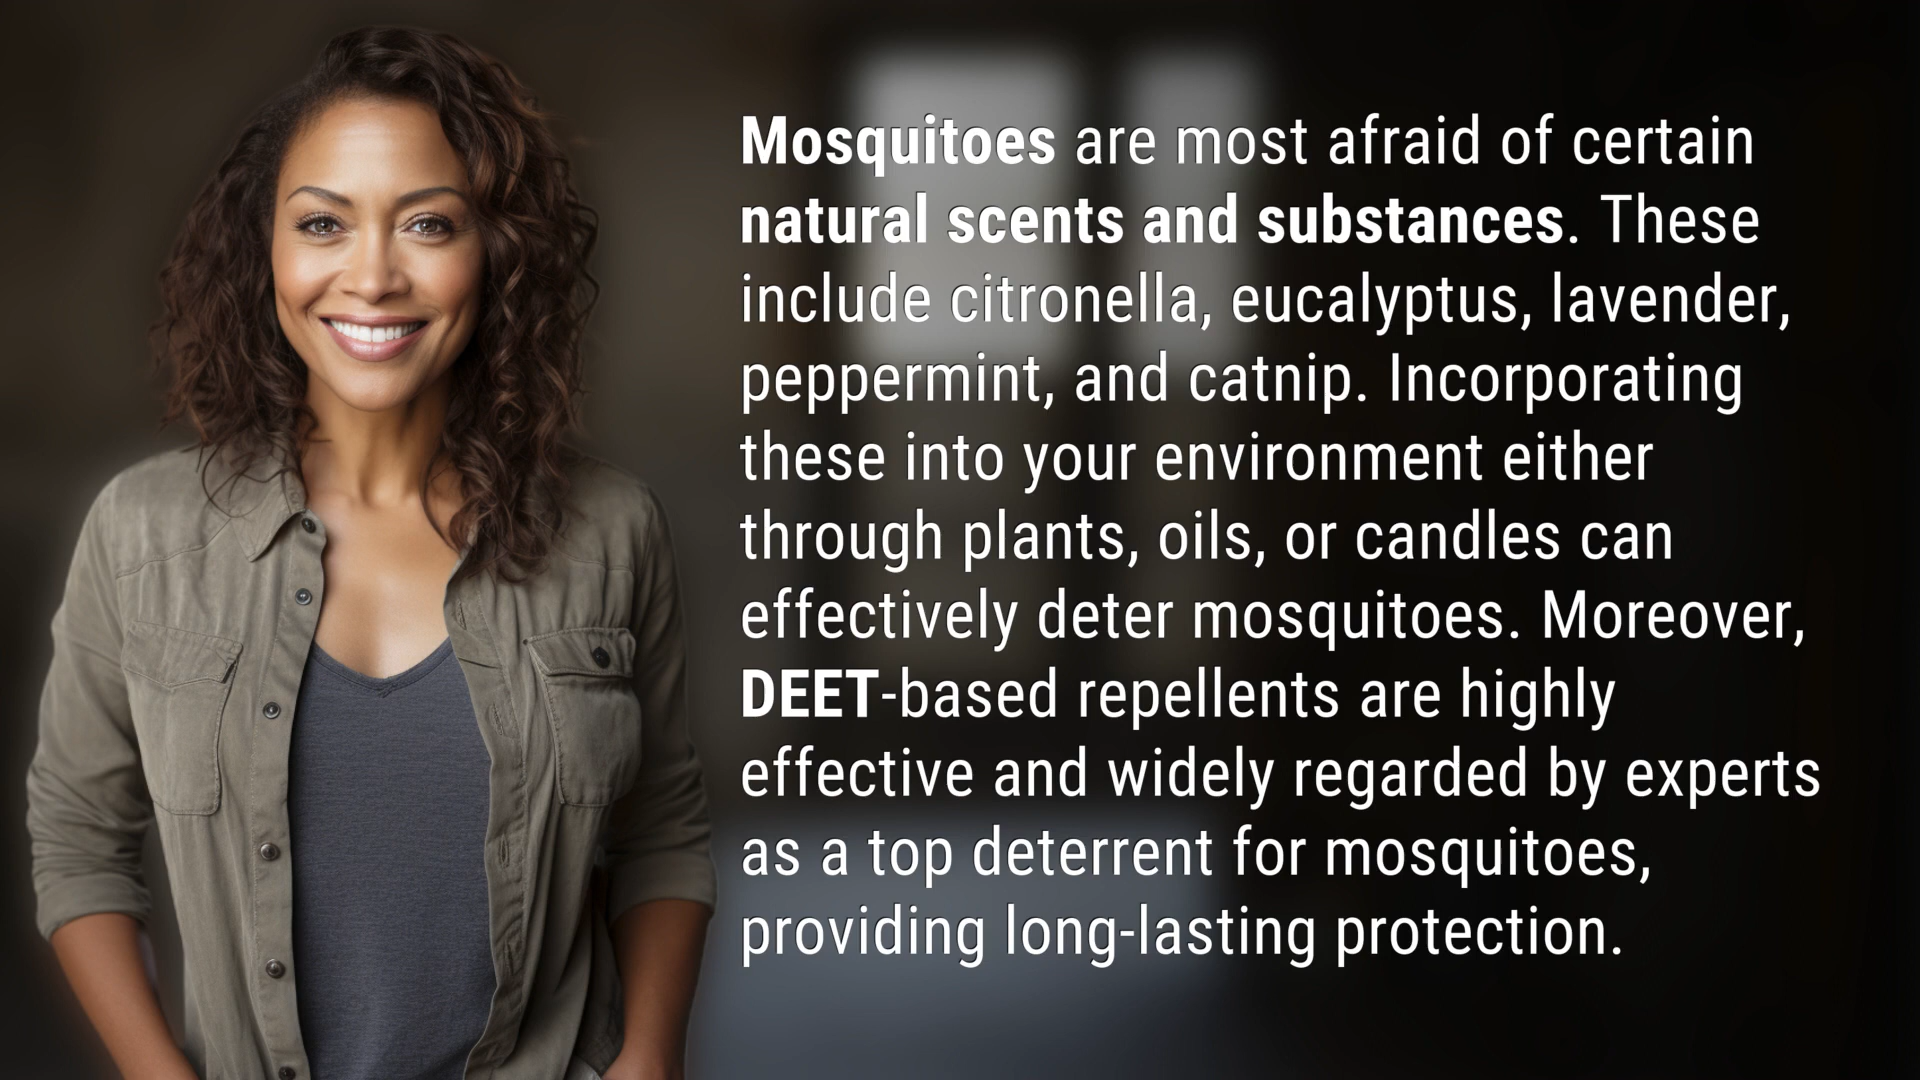 Mosquitoes are most afraid of certain
natural scents and substances. These
include citronella, eucalyptus, lavender,
peppermint, and catnip. Incorporating
these into your environment either
through plants, oils, or candles can
effectively deter mosquitoes. Moreover,
DEET-based repellents are highly
effective and widely regarded by experts
as a top deterrent for mosquitoes,
providing long-lasting protection.